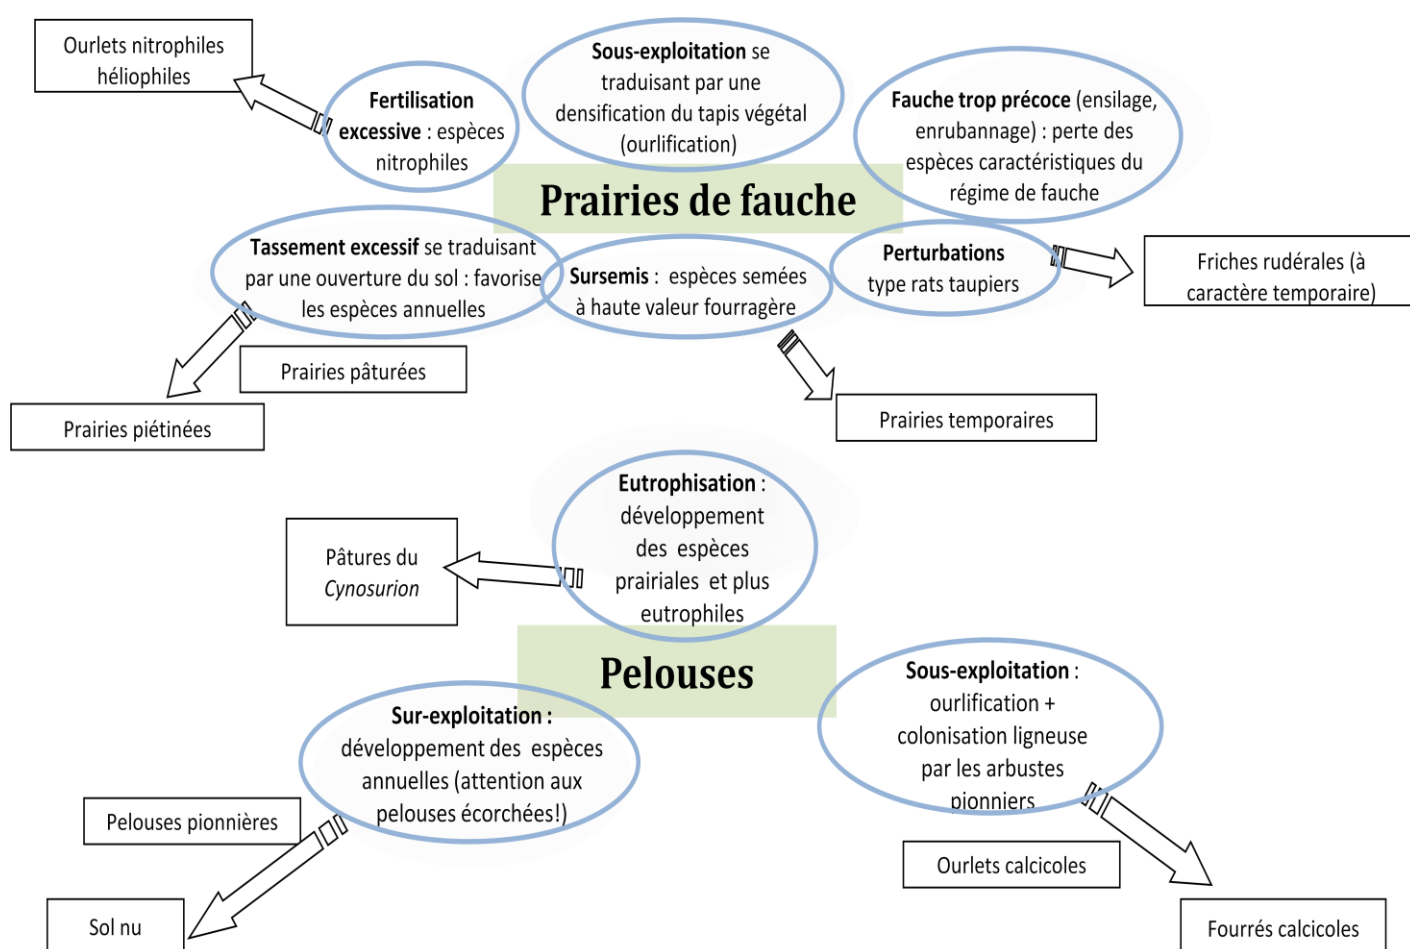 Ourlets nitrophiles
héliophiles
Fertilisation
excessive : espèces
nitrophiles
Sous-exploitation se
traduisant par une
densification du tapis végétal
(ourlification)
Fauche trop précoce (ensilage,
enrubannage) : perte des
espèces caractéristiques du
régime de fauche
Prairies de fauche
Tassement excessif se traduisant
par une ouverture du sol : favorise
les espèces annuelles
Sursemis : espèces semées
à haute valeur fourragère
Perturbations
type rats taupiers
Friches rudérales (à
caractère temporaire)
Prairies pâturées
Prairies piétinées
Prairies temporaires
Eutrophisation :
développement
des espèces
prairiales et plus
eutrophiles
Pâtures du
Cynosurion
Pelouses
Sur-exploitation :
développement des espèces
annuelles (attention aux
pelouses écorchées!)
Sous-exploitation :
ourlification +
colonisation ligneuse
par les arbustes
pionniers
Pelouses pionnières
Ourlets calcicoles
Sol nu
Fourrés calcicoles